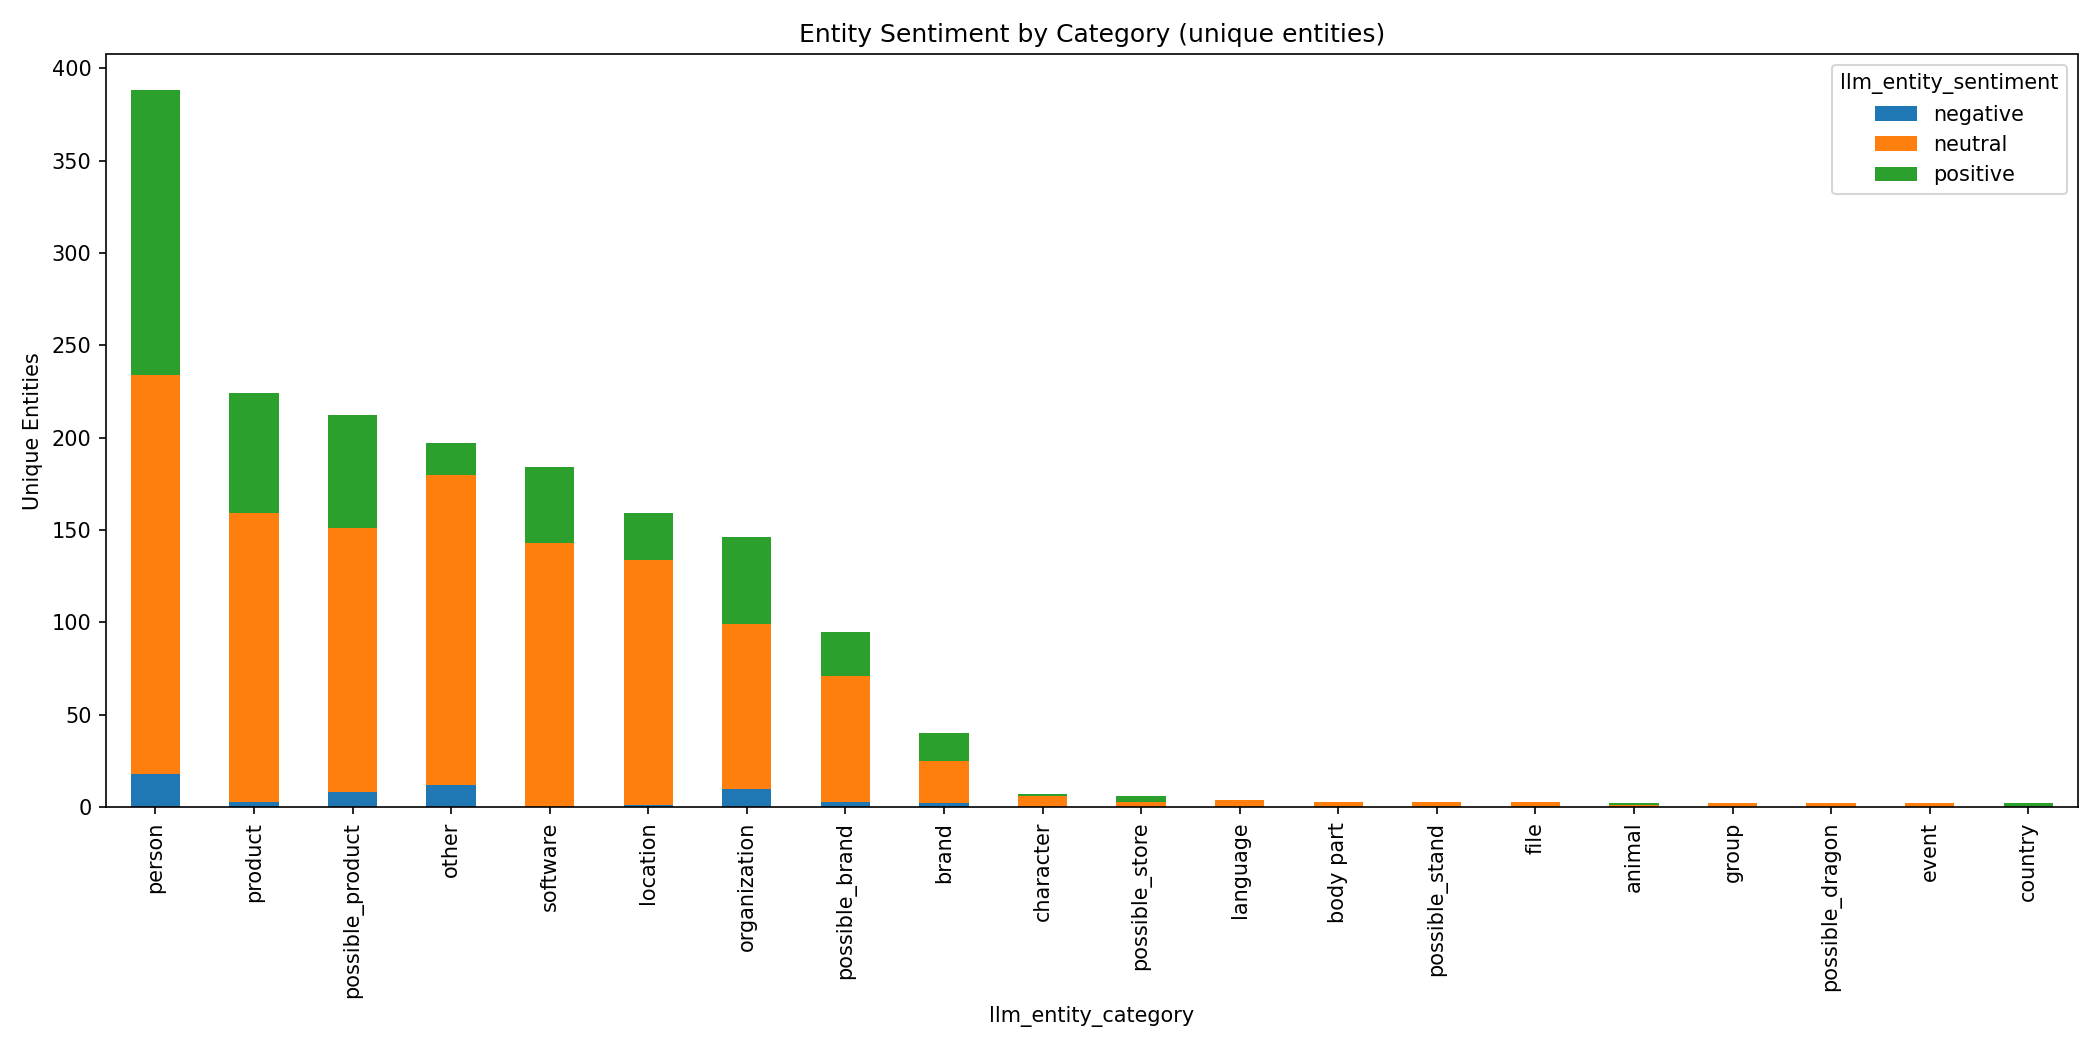 Entity Sentiment by Category (unique entities)
llm_entity_sentiment
negative
neutral
positive
Unique Entities
400
350
300
250
200
150
100
50
0
person
product
possible_product
other
software
location
organization
possible_brand
brand
character
possible_store
language
body part
possible_stand
file
animal
group
possible_dragon
event
country
llm_entity_category